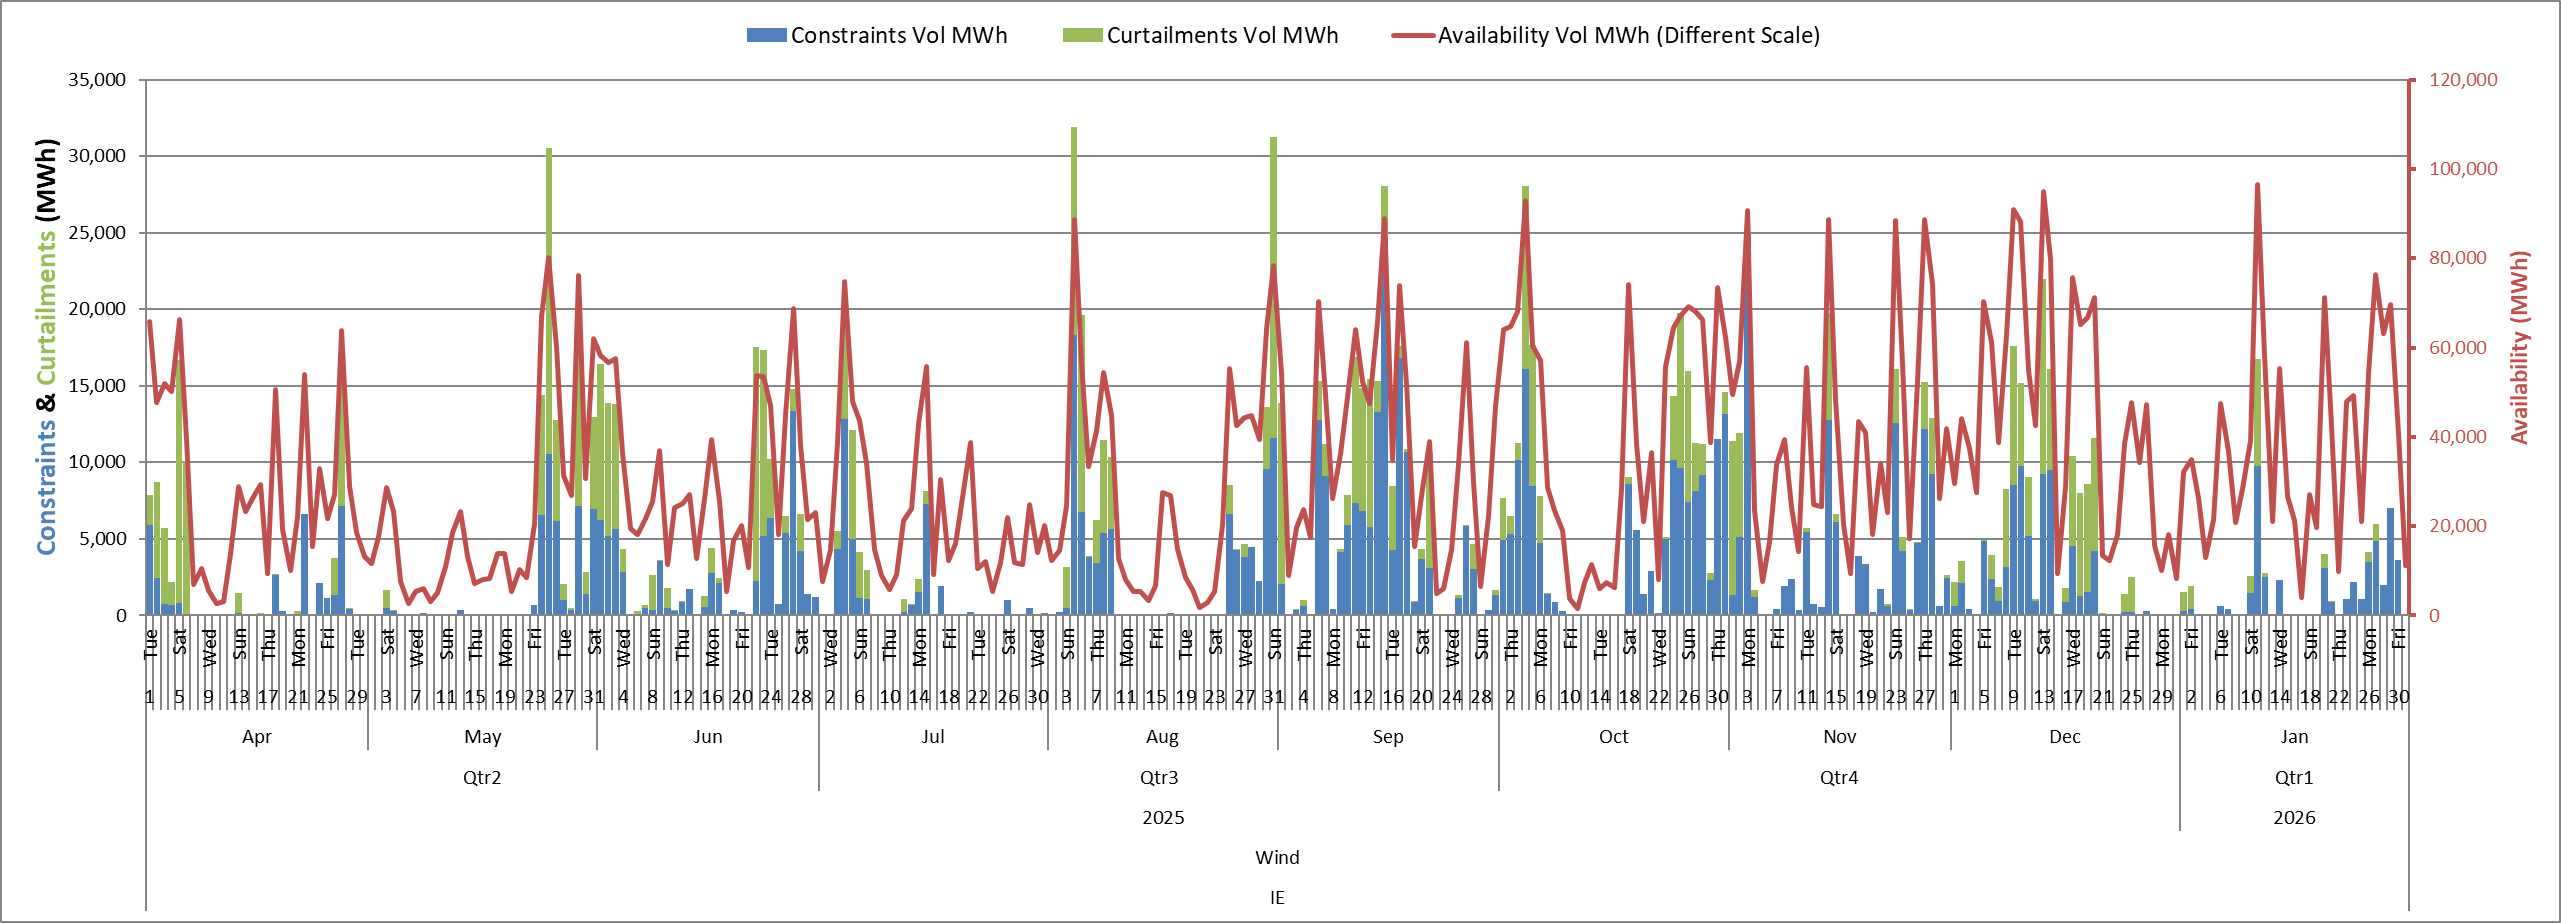 Constraints Vol MWh Curtailments Vol MWh Availability Vol MWh (Different Scale)
Constraints & Curtailments (MWh)
35,000
30,000
25,000
20,000
15,000
10,000
5,000
0
120,000
100,000
80,000
60,000
40,000
20,000
0
Availability (MWh)
Tue Sat Wed Sun Thu Mon Fri Tue Sat Wed Sun Thu Mon Fri Tue Sat Wed Sun Thu Mon Fri Tue Sat Wed Sun Thu Mon Fri Tue Sat Wed Sun Thu Mon Fri Tue Sat Wed Sun Thu Mon Fri Tue Sat Wed Sun Thu Mon Fri Tue Sat Wed Sun Thu Mon Fri Tue Sat Wed Sun Thu Mon Fri Tue Sat Wed Sun Thu Mon Fri Tue Sat Wed Sun Thu Mon Fri
1 5 9 13 17 21 25 29 3 7 11 15 19 23 27 31 4 8 12 16 20 24 28 2 6 10 14 18 22 26 30 3 7 11 15 19 23 27 31 4 8 12 16 20 24 28 2 6 10 14 18 22 26 30 3 7 11 15 19 23 27 1 5 9 13 17 21 25 29 2 6 10 14 18 22 26 30
Apr May Jun Jul Aug Sep Oct Nov Dec Jan
Qtr2 Qtr3 Qtr4 Qtr1
2025 2026
Wind
IE